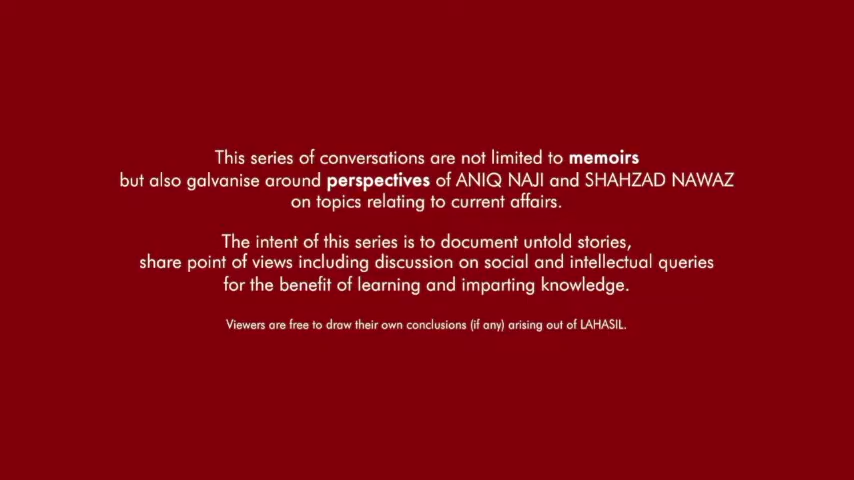 This series of conversations are not limited to memoirs
but also galvanise around perspectives of ANIQ NAJI and SHAHZAD NAWAZ
on topics relating to current affairs.
The intent of this series is to document untold stories,
share point of views including discussion on social and intellectual queries
for the benefit of learning and imparting knowledge.
Viewers are free to draw their own conclusions (if any) arising out of LAHASIL.